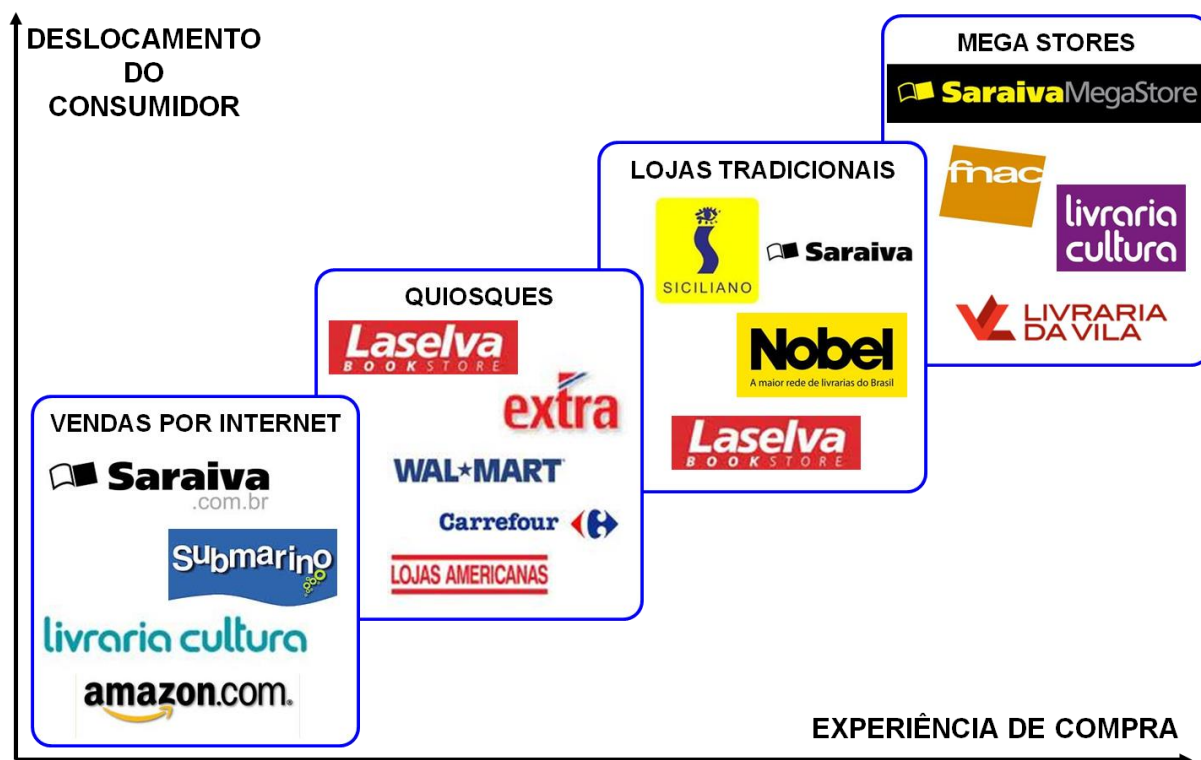 DESLOCAMENTO
DO
CONSUMIDOR
MEGA STORES
SaraivaMegaStore
fnac
livraria
cultura
LIVRARIA
DA VILA
LOJAS TRADICIONAIS
SICILIANO
Saraiva
Nobel
A maior rede de livrarias do Brasil
Laselva
BOOKSTORE
QUIOSQUES
Laselva
BOOKSTORE
extra
WAL★MART
Carrefour
LOJAS AMERICANAS
VENDAS POR INTERNET
Saraiva
.com.br
Submarino
livraria cultura
amazon.com.
EXPERIÊNCIA DE COMPRA